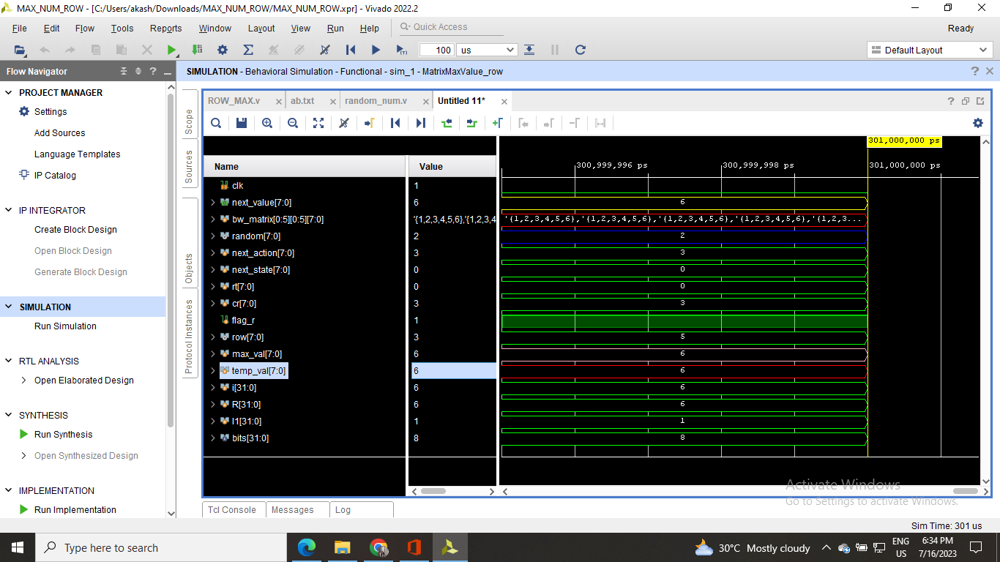 MAX_NUM_ROW - [C:/Users/akash/Downloads/MAX_NUM_ROW/MAX_NUM_ROW.xpr] - Vivado 2022.2
File Edit Flow Tools Reports Window Layout View Run Help Quick Access Ready
100 us Default Layout
Flow Navigator ? SIMULATION - Behavioral Simulation - Functional - sim_1 - MatrixMaxValue_row ?
PROJECT MANAGER
Settings
Add Sources
Language Templates
IP Catalog
IP INTEGRATOR
Create Block Design
Open Block Design
Generate Block Design
SIMULATION
Run Simulation
RTL ANALYSIS
Open Elaborated Design
SYNTHESIS
Run Synthesis
Open Synthesized Design
IMPLEMENTATION
Run Implementation
Scope
Sources
Objects
Protocol Instances
ROW_MAX.v ab.txt random_num.v Untitled 11* ?
301,000,000 ps
Name Value 300,999,996 ps 300,999,998 ps 301,000,000 ps
clk 1
next_value[7:0] 6 6
bw_matrix[0:5][0:5][7:0] '{1,2,3,4,5,6},'{1,2,3,4 '{1,2,3,4,5,6},'{1,2,3,4,5,6},'{1,2,3,4,5,6},'{1,2,3,4,5,6},'{1,2,3...
random[7:0] 2 2
next_action[7:0] 3 3
next_state[7:0] 0 0
rt[7:0] 0 0
cr[7:0] 3 3
flag_r 1
row[7:0] 3 5
max_val[7:0] 6 6
temp_val[7:0] 6 6
i[31:0] 6 6
R[31:0] 6 6
I1[31:0] 1 1
bits[31:0] 8 8
Activate Windows
Go to Settings to activate Windows.
Tcl Console Messages Log
Sim Time: 301 us
Type here to search 30°C Mostly cloudy ENG US 6:34 PM 7/16/2023